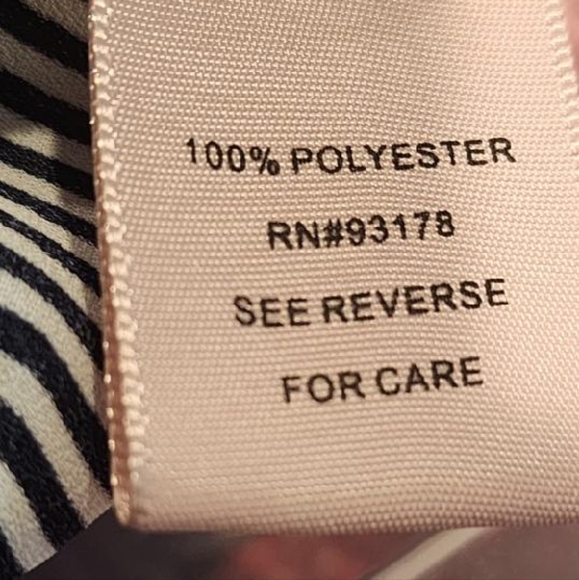 100% POLYESTER
RN#93178
SEE REVERSE
FOR CARE